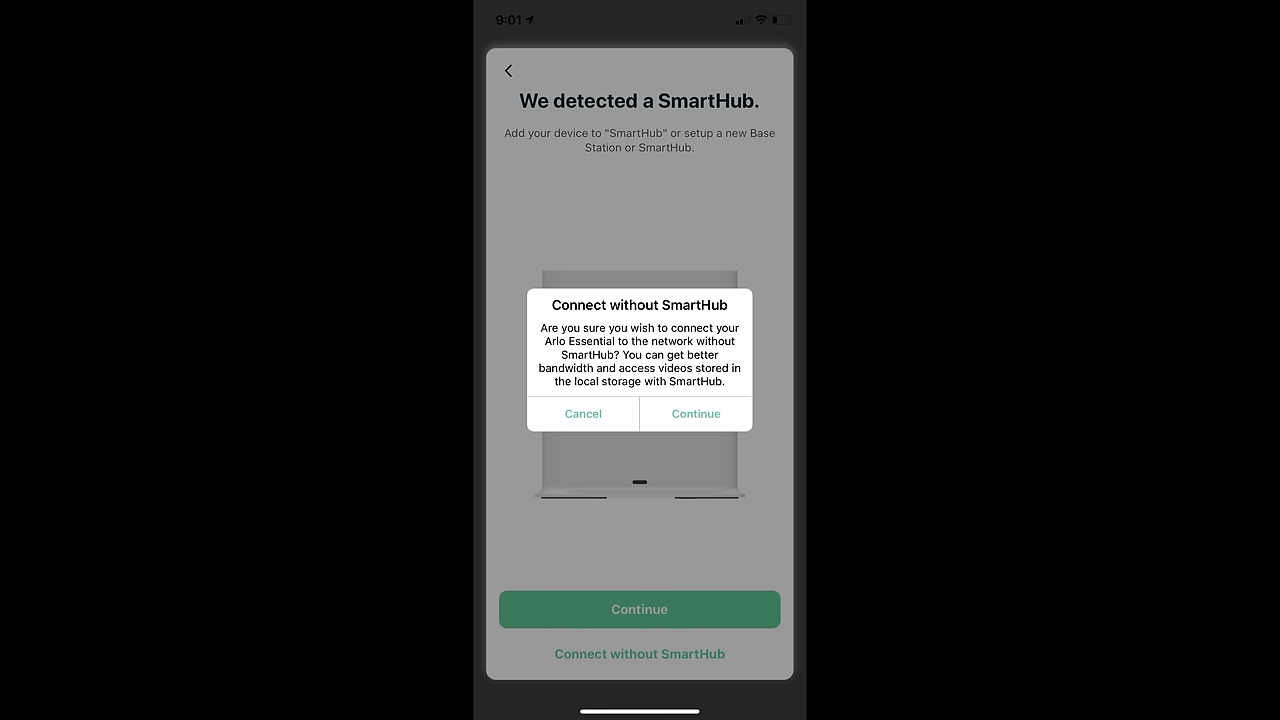 9:01
We detected a SmartHub.
Add your device to "SmartHub" or setup a new Base
Station or SmartHub.
Connect without SmartHub
Are you sure you wish to connect your
Arlo Essential to the network without
SmartHub? You can get better
bandwidth and access videos stored in
the local storage with SmartHub.
Cancel
Continue
Continue
Connect without SmartHub